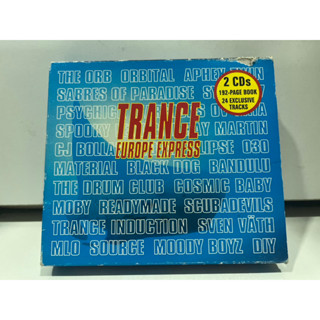 THE ORB ORBITAL APHEX TWIN
SABRES OF PARADISE
2 CDs
192-PAGE BOOK
24 EXCLUSIVE
TRACKS
TRANCE
EUROPE EXPRESS
SPOOKY MARTIN
CJ 030
MATERIAL BLACK DOG BANDULU
THE DRUM CLUB COSMIC BABY
MOBY READYMADE SCUBADEVILS
TRANCE INDUCTION SVEN VÄTH
MLO SOURCE MOODY BOYZ DIY